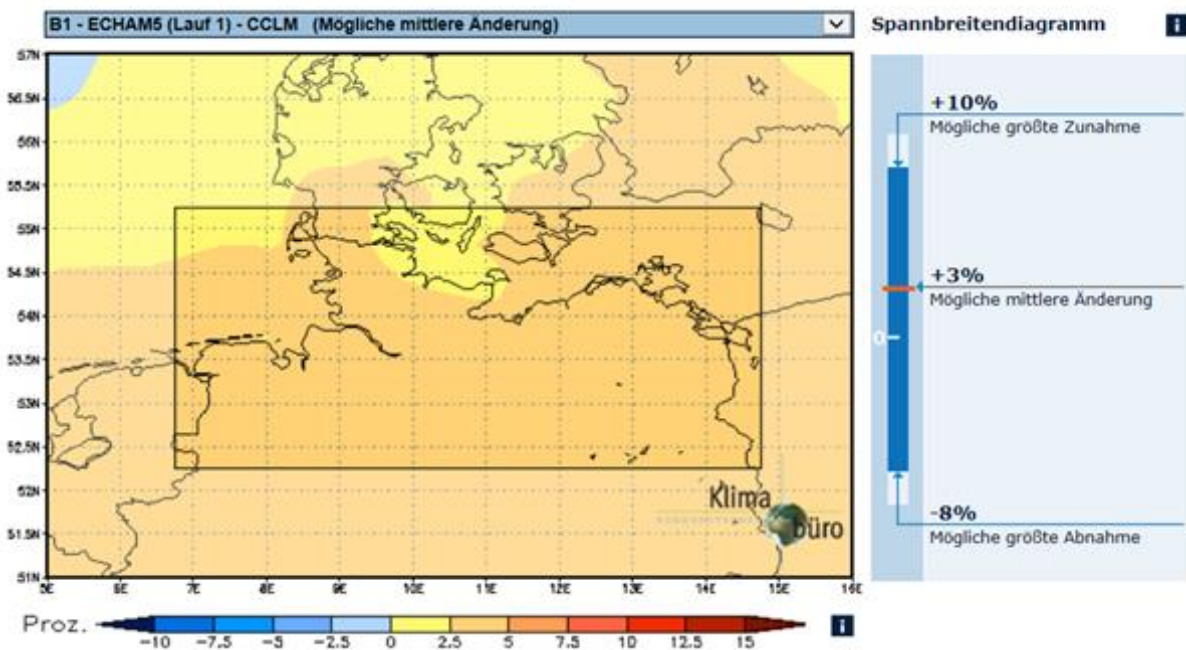 B1 - ECHAM5 (Lauf 1) - CCLM (Mögliche mittlere Änderung)
Spannbreitendiagramm
57N
56.5N
56N
55.5N
55N
54.5N
54N
53.5N
53N
52.5N
52N
51.5N
51N
5E 6E 7E 8E 9E 10E 11E 12E 13E 14E 15E 16E
Klima
büro
+10%
Mögliche größte Zunahme
+3%
Mögliche mittlere Änderung
0
-8%
Mögliche größte Abnahme
Proz.
-10 -7.5 -5 -2.5 0 2.5 5 7.5 10 12.5 15